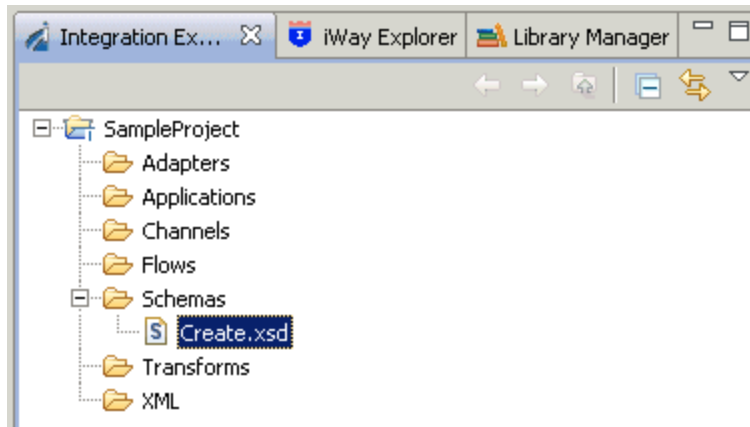 Integration Ex... iWay Explorer Library Manager
SampleProject
Adapters
Applications
Channels
Flows
Schemas
S Create.xsd
Transforms
XML